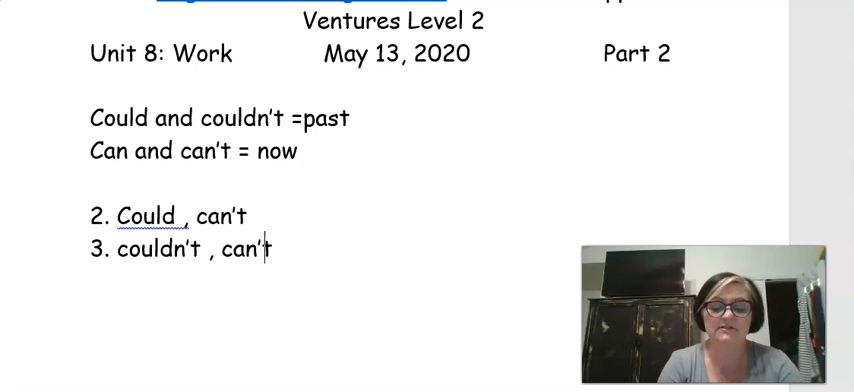 Ventures Level 2
Unit 8: Work May 13, 2020 Part 2
Could and couldn't =past
Can and can't = now
2. Could , can't
3. couldn't , can't